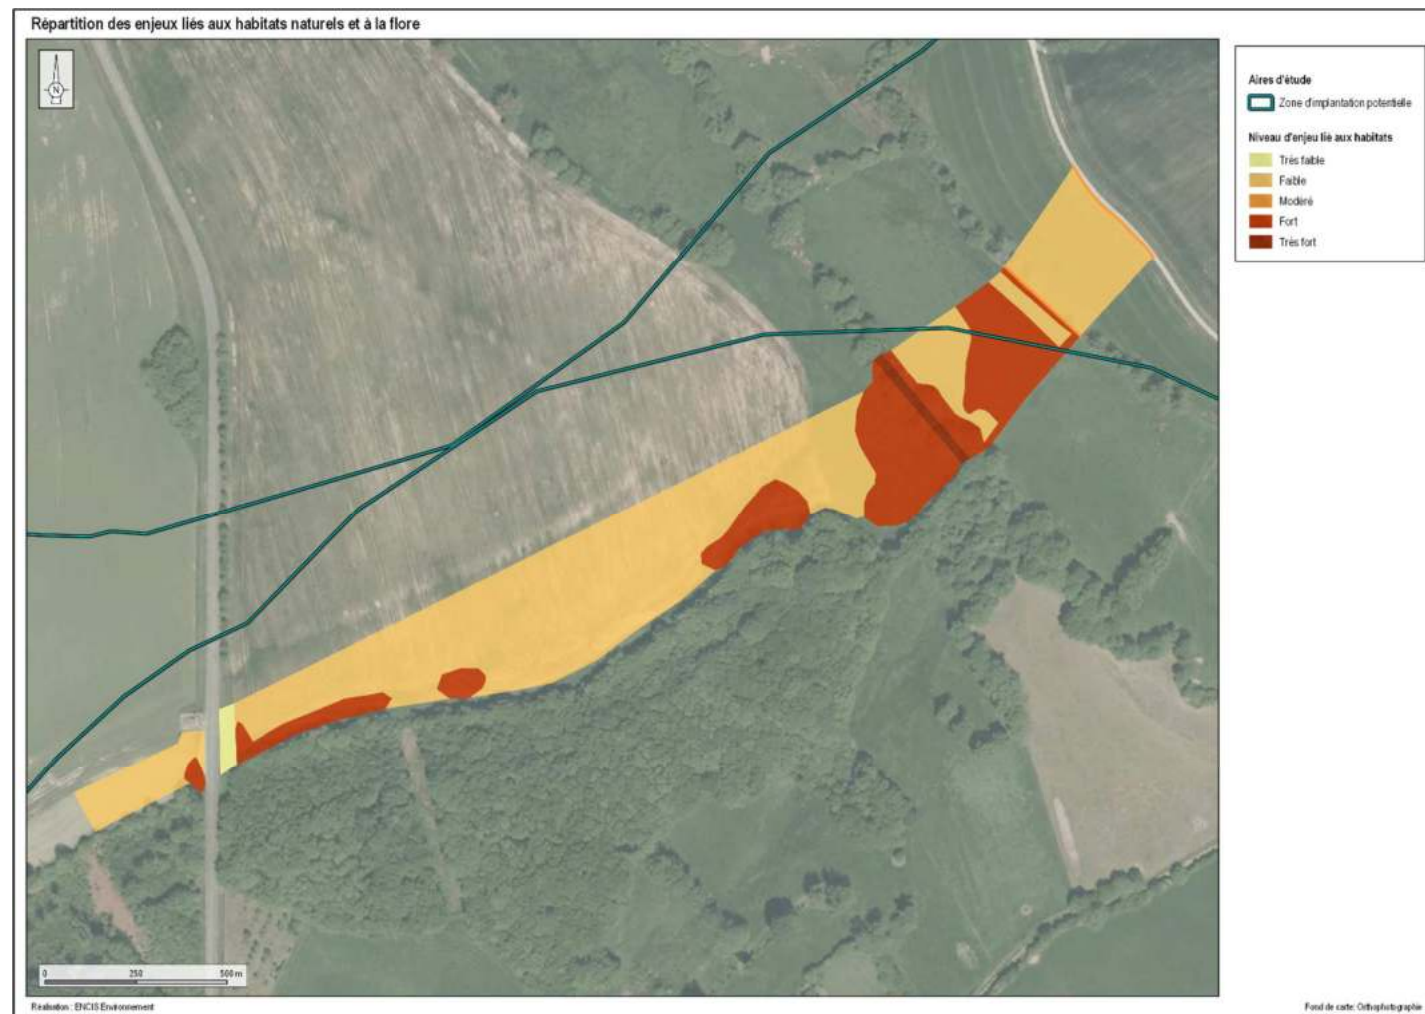 Répartition des enjeux liés aux habitats naturels et à la flore
N
Aires d'étude
Zone d'implantation potentielle
Niveau d'enjeu lié aux habitats
Très faible
Faible
Modéré
Fort
Très fort
0 250 500 m
Réalisation : ENCIS Environnement
Fond de carte: Orthophotographie